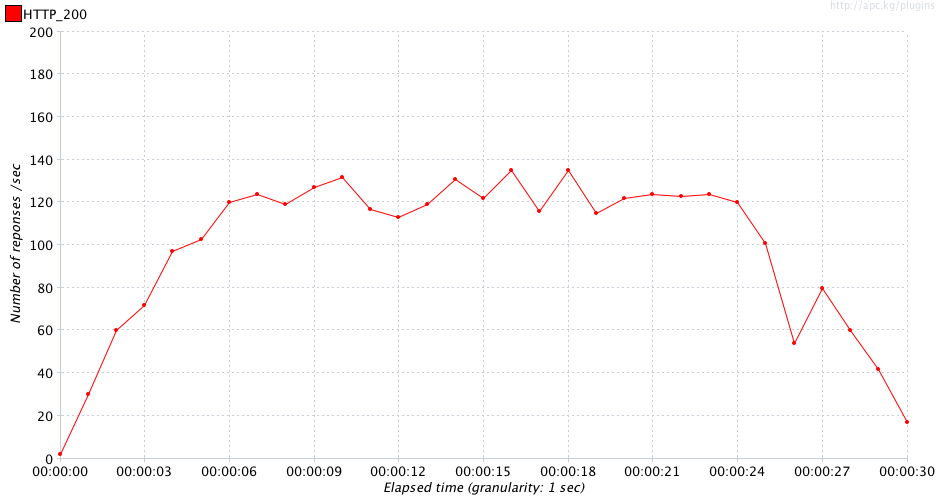 http://apc.kg/plugins
HTTP_200
200
180
160
140
120
100
80
60
40
20
0
Number of reponses /sec
00:00:00 00:00:03 00:00:06 00:00:09 00:00:12 00:00:15 00:00:18 00:00:21 00:00:24 00:00:27 00:00:30
Elapsed time (granularity: 1 sec)